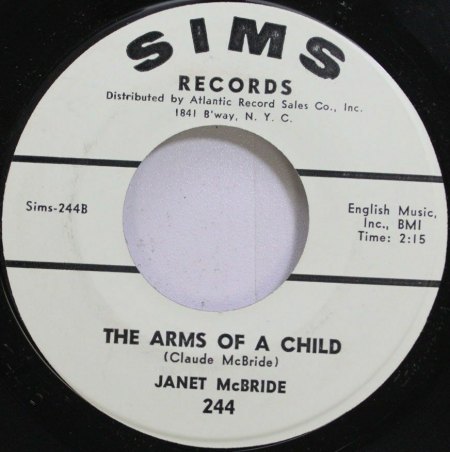 SIMS
RECORDS
Distributed by Atlantic Record Sales Co., Inc.
1841 B'way, N. Y. C.
Sims-244B
English Music,
Inc., BMI
Time: 2:15
THE ARMS OF A CHILD
(Claude McBride)
JANET McBRIDE
244